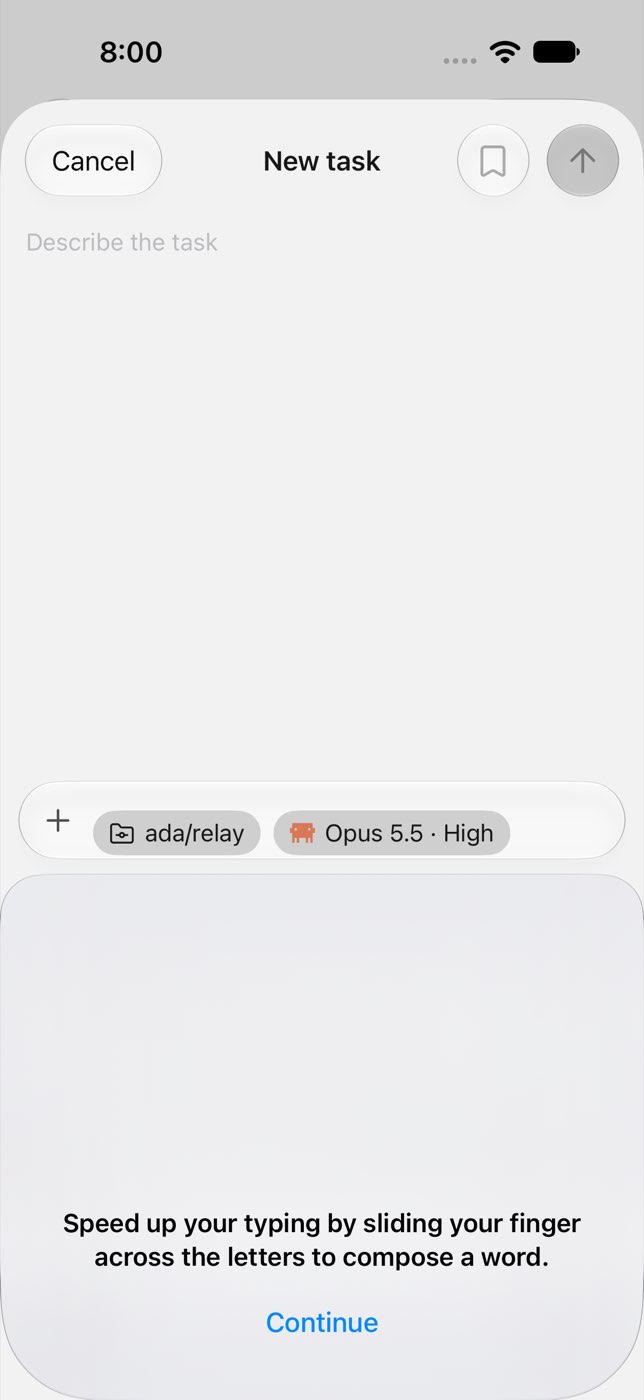 8:00
Cancel
New task
Describe the task
ada/relay
Opus 5.5 · High
Speed up your typing by sliding your finger
across the letters to compose a word.
Continue